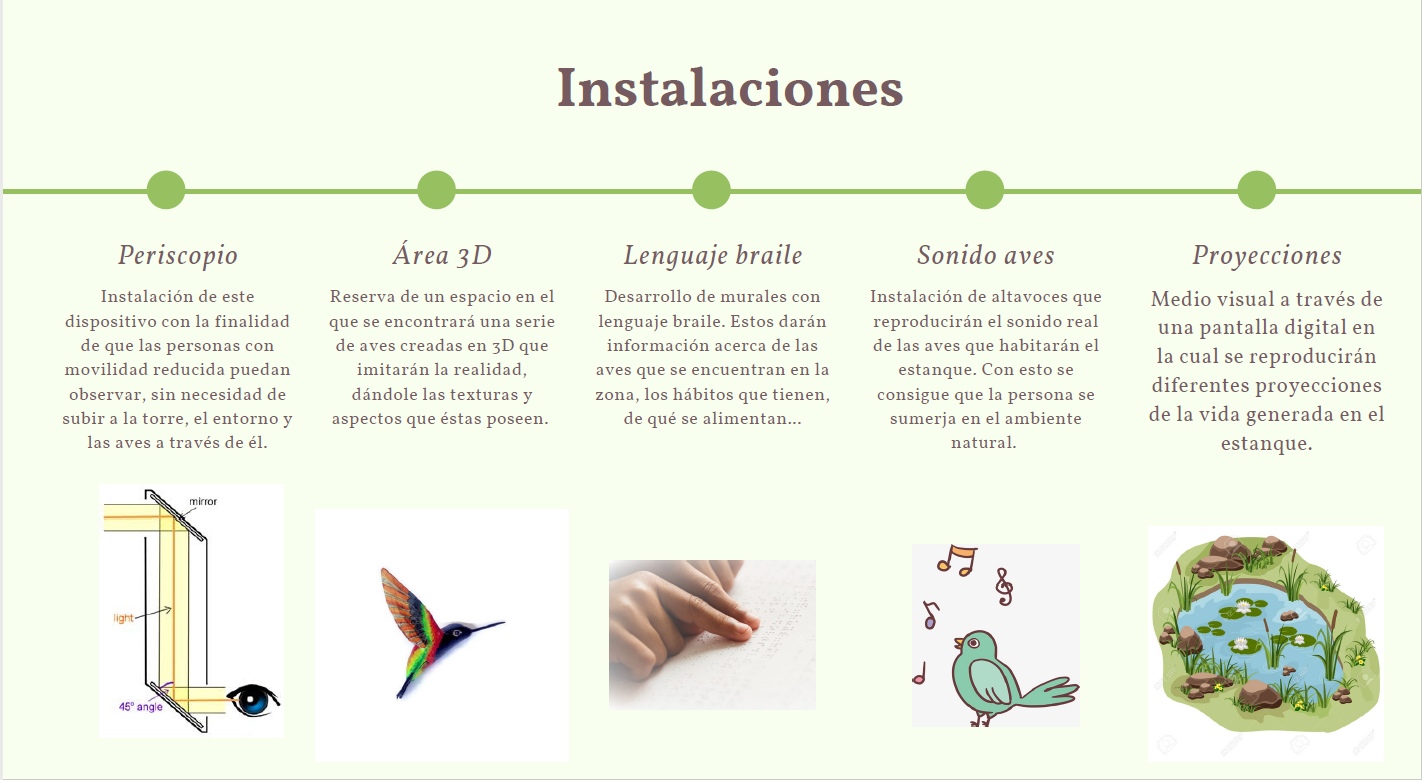 Instalaciones
Periscopio
Instalación de este
dispositivo con la finalidad
de que las personas con
movilidad reducida puedan
observar, sin necesidad de
subir a la torre, el entorno y
las aves a través de él.
mirror
light
45º angle
Área 3D
Reserva de un espacio en el
que se encontrará una serie
de aves creadas en 3D que
imitarán la realidad,
dándole las texturas y
aspectos que éstas poseen.
Lenguaje braile
Desarrollo de murales con
lenguaje braile. Estos darán
información acerca de las
aves que se encuentran en la
zona, los hábitos que tienen,
de qué se alimentan...
Sonido aves
Instalación de altavoces que
reproducirán el sonido real
de las aves que habitarán el
estanque. Con esto se
consigue que la persona se
sumerja en el ambiente
natural.
Proyecciones
Medio visual a través de
una pantalla digital en
la cual se reproducirán
diferentes proyecciones
de la vida generada en el
estanque.